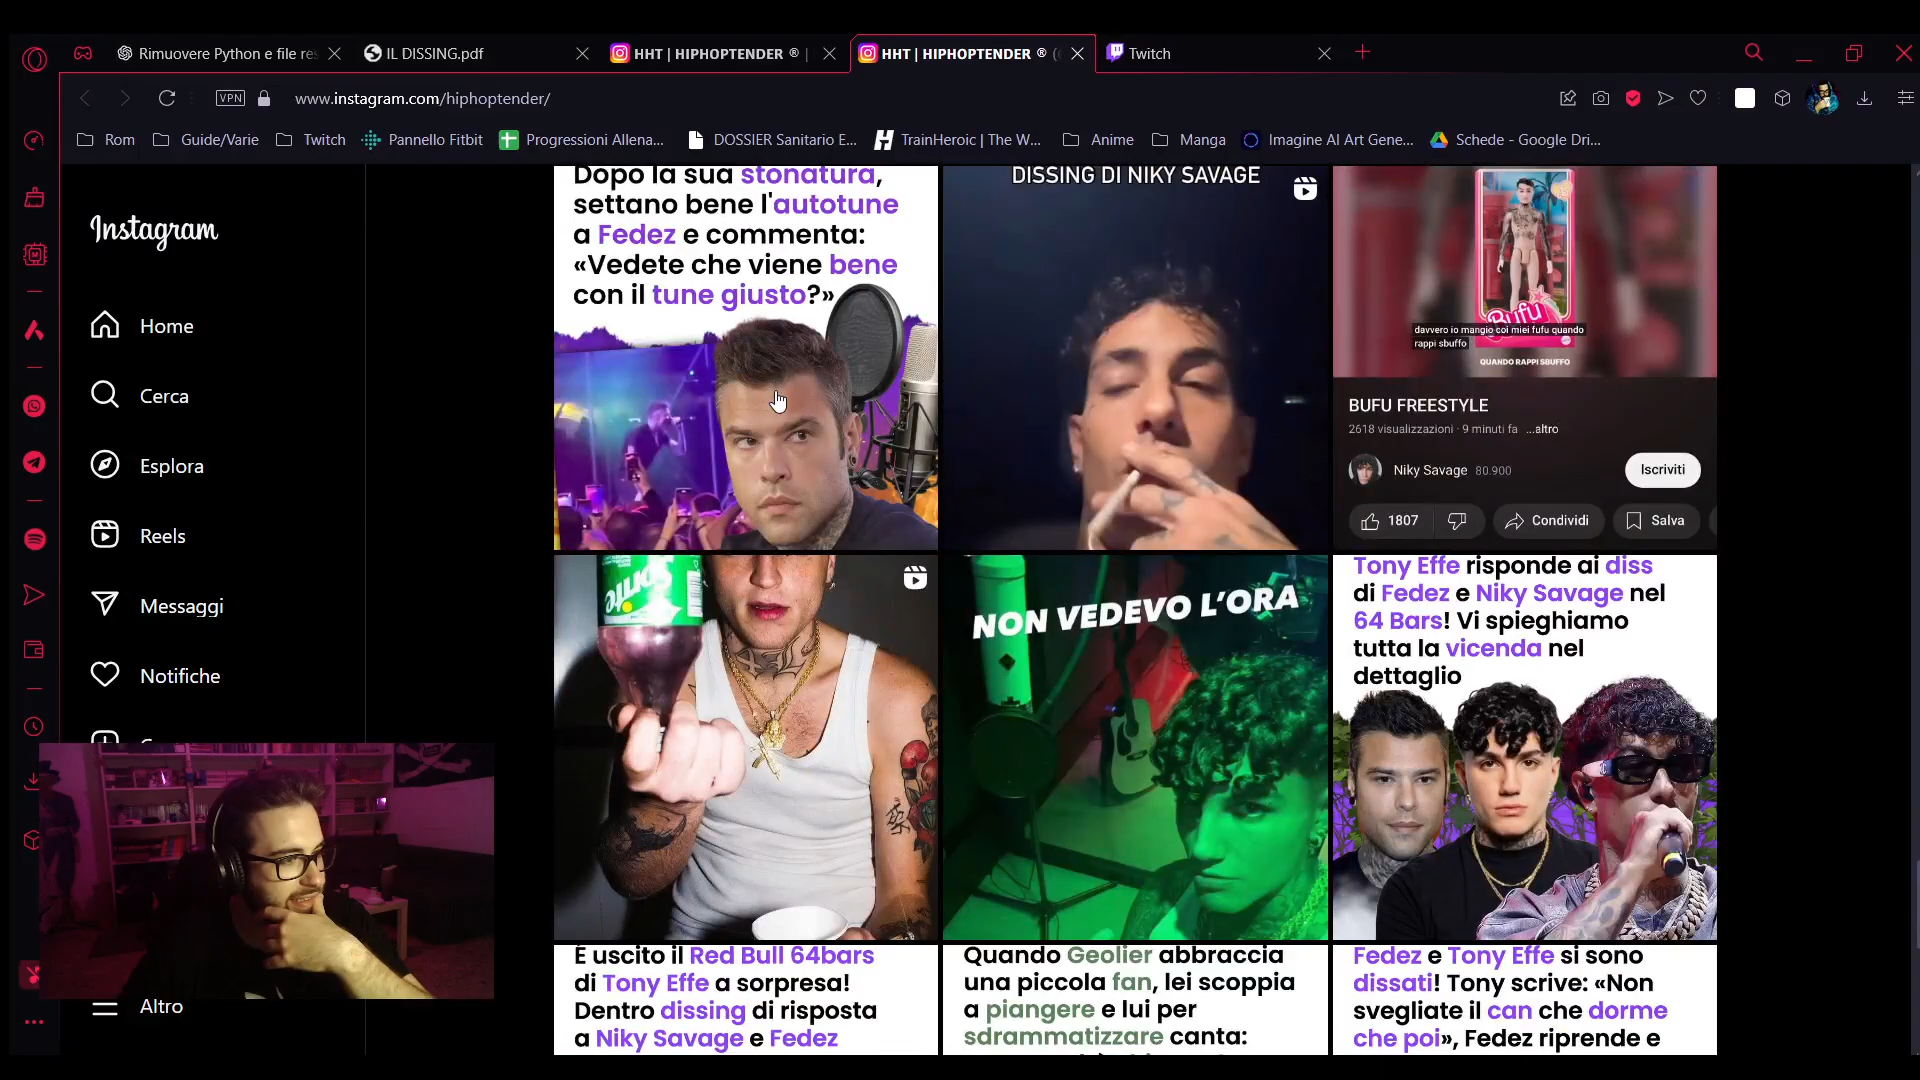 Rimuovere Python e file res
IL DISSING.pdf
HHT | HIPHOPTENDER ® |
HHT | HIPHOPTENDER ® (
Twitch
VPN
www.instagram.com/hiphoptender/
Rom
Guide/Varie
Twitch
Pannello Fitbit
Progressioni Allena...
DOSSIER Sanitario E...
TrainHeroic | The W...
Anime
Manga
Imagine AI Art Gene...
Schede - Google Dri...
Instagram
Home
Cerca
Esplora
Reels
Messaggi
Notifiche
Altro
Dopo la sua stonatura,
settano bene l'autotune
a Fedez e commenta:
«Vedete che viene bene
con il tune giusto?»
DISSING DI NIKY SAVAGE
Bufu
davvero io mangio coi miei fufu quando
rappi sbuffo
QUANDO RAPPI SBUFFO
BUFU FREESTYLE
2618 visualizzazioni · 9 minuti fa ...altro
Niky Savage 80.900
Iscriviti
1807
Condividi
Salva
NON VEDEVO L'ORA
Tony Effe risponde ai diss
di Fedez e Niky Savage nel
64 Bars! Vi spieghiamo
tutta la vicenda nel
dettaglio
È uscito il Red Bull 64bars
di Tony Effe a sorpresa!
Dentro dissing di risposta
a Niky Savage e Fedez
Quando Geolier abbraccia
una piccola fan, lei scoppia
a piangere e lui per
sdrammatizzare canta:
Fedez e Tony Effe si sono
dissati! Tony scrive: «Non
svegliate il can che dorme
che poi», Fedez riprende e